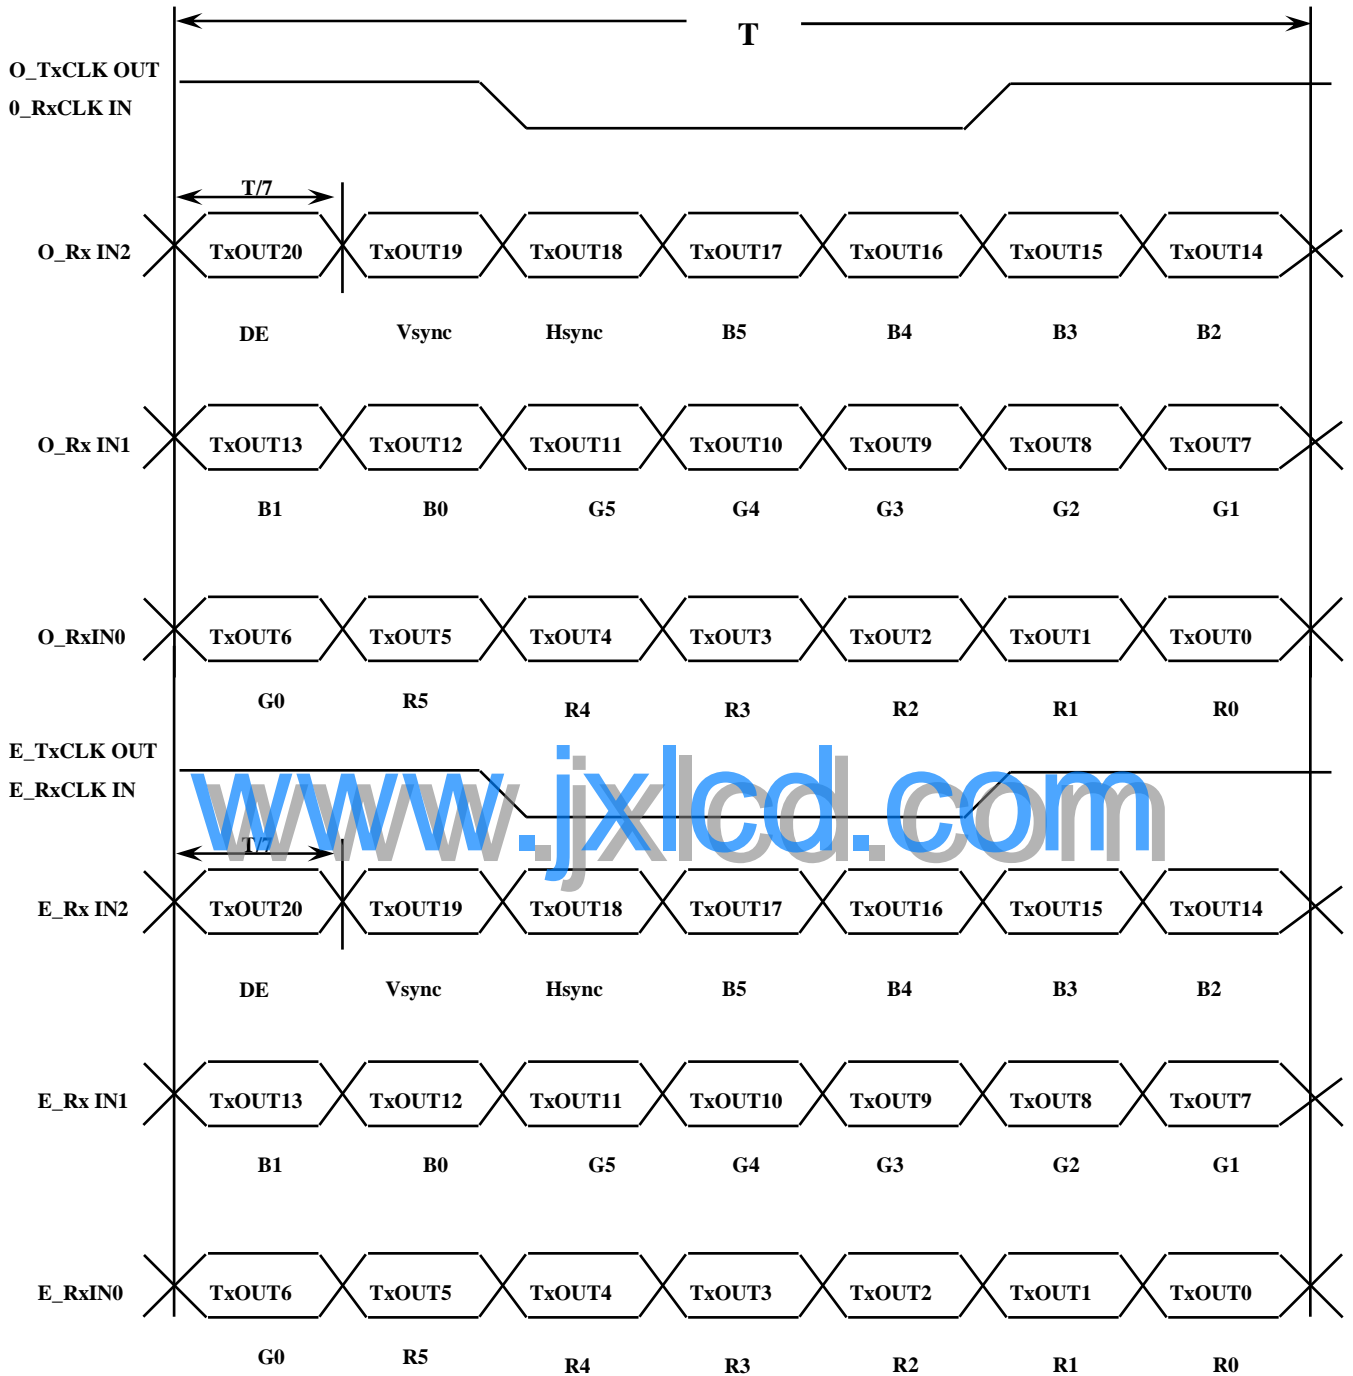 T
O_TxCLK OUT
0_RxCLK IN
T/7
O_Rx IN2 TxOUT20 TxOUT19 TxOUT18 TxOUT17 TxOUT16 TxOUT15 TxOUT14
DE Vsync Hsync B5 B4 B3 B2
O_Rx IN1 TxOUT13 TxOUT12 TxOUT11 TxOUT10 TxOUT9 TxOUT8 TxOUT7
B1 B0 G5 G4 G3 G2 G1
O_RxIN0 TxOUT6 TxOUT5 TxOUT4 TxOUT3 TxOUT2 TxOUT1 TxOUT0
G0 R5 R4 R3 R2 R1 R0
E_TxCLK OUT
E_RxCLK IN
www.jxlcd.com
T/7
E_Rx IN2 TxOUT20 TxOUT19 TxOUT18 TxOUT17 TxOUT16 TxOUT15 TxOUT14
DE Vsync Hsync B5 B4 B3 B2
E_Rx IN1 TxOUT13 TxOUT12 TxOUT11 TxOUT10 TxOUT9 TxOUT8 TxOUT7
B1 B0 G5 G4 G3 G2 G1
E_RxIN0 TxOUT6 TxOUT5 TxOUT4 TxOUT3 TxOUT2 TxOUT1 TxOUT0
G0 R5 R4 R3 R2 R1 R0